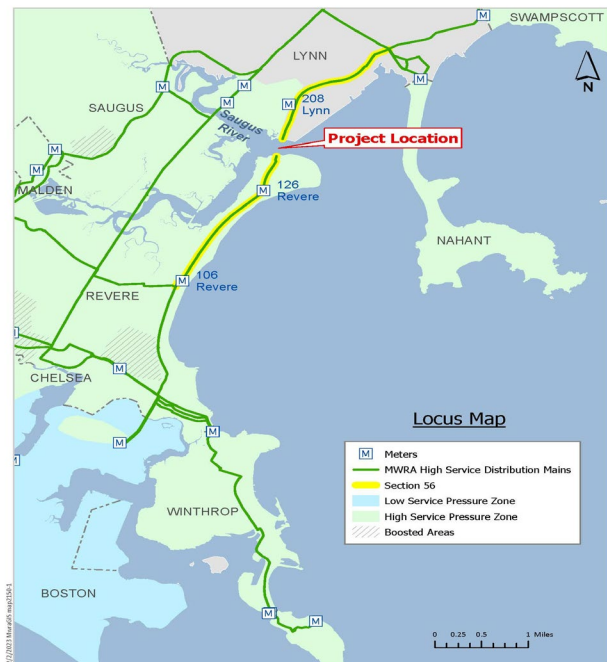 SWAMPSCOTT
M
LYNN
N
M
M
M
M
208
Lynn
M
SAUGUS
Saugus
River
Project Location
M
M
MALDEN
126
Revere
M
NAHANT
106
Revere
M
REVERE
M
CHELSEA
M
M
M
Locus Map
M Meters
MWRA High Service Distribution Mains
Section 56
Low Service Pressure Zone
High Service Pressure Zone
Boosted Areas
WINTHROP
BOSTON
M
M
0 0.25 0.5 1 Miles